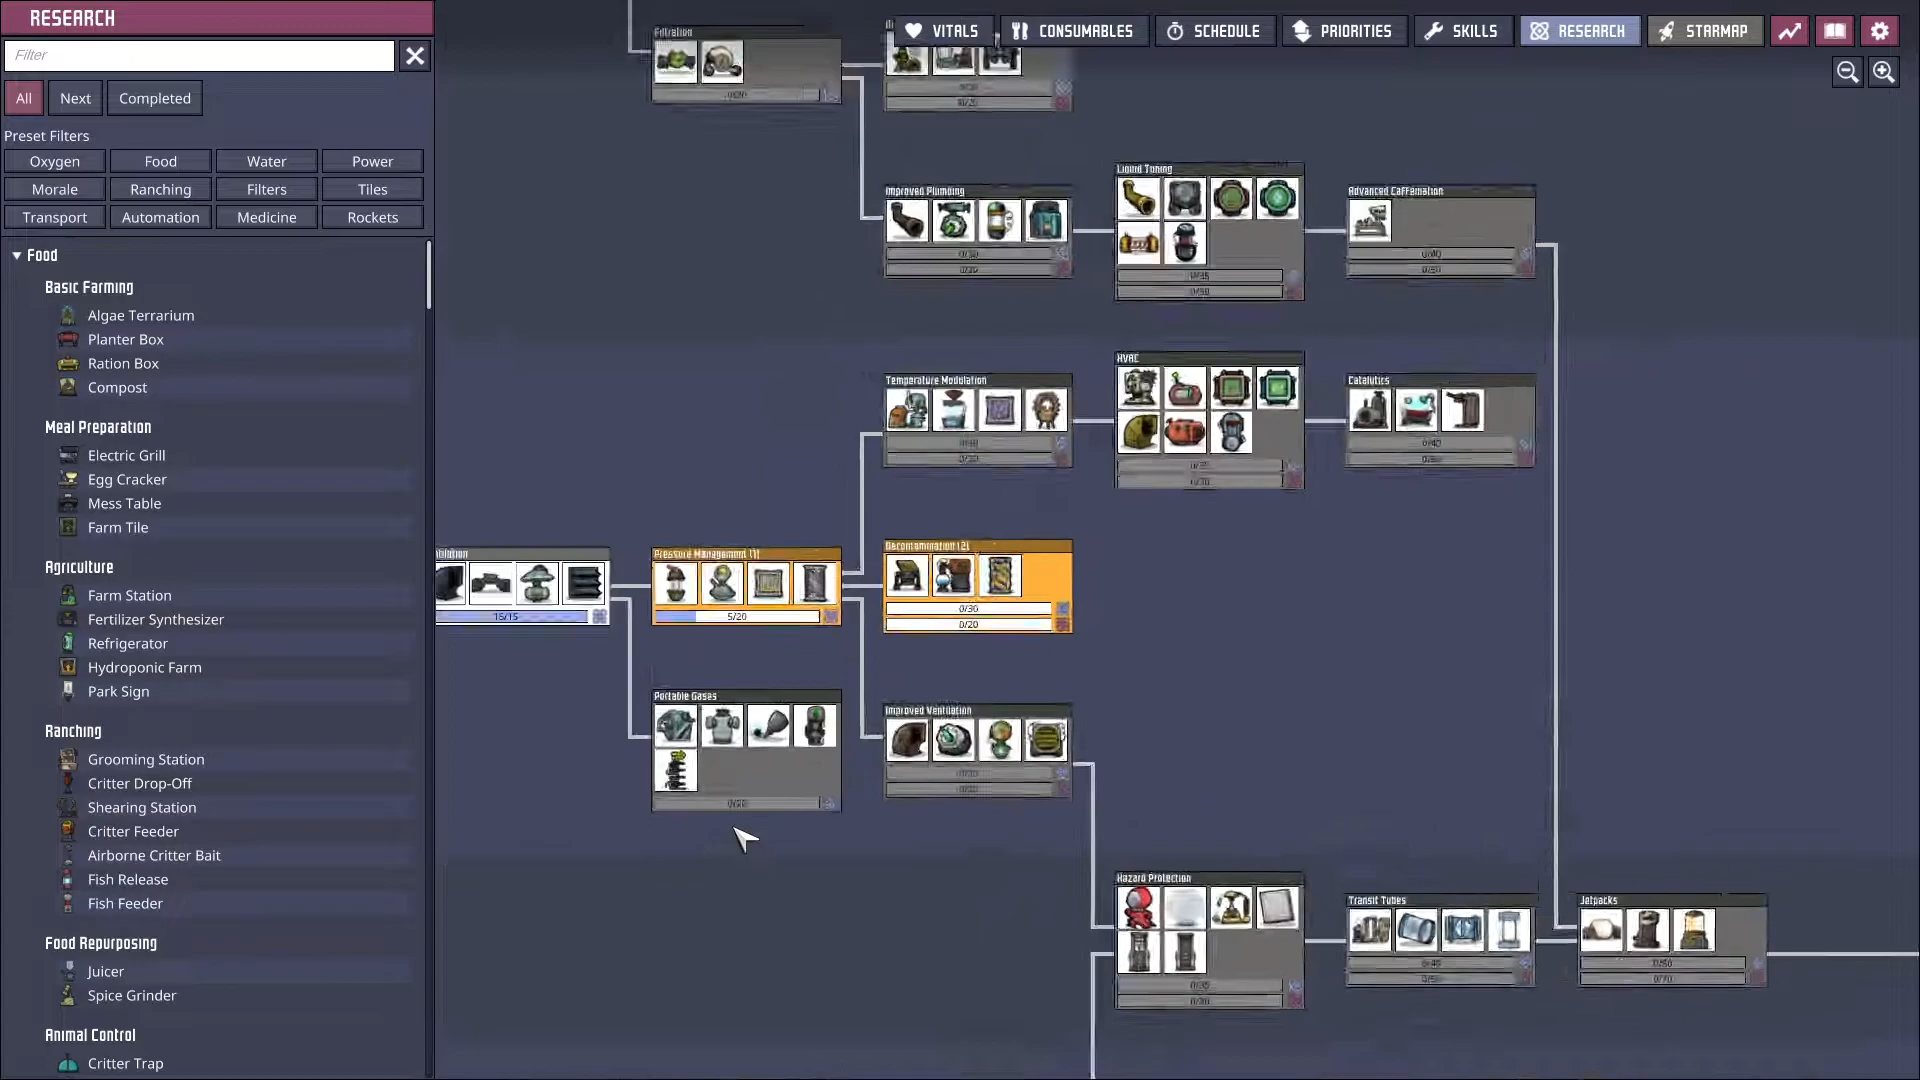 RESEARCH
VITALS
CONSUMABLES
SCHEDULE
PRIORITIES
SKILLS
RESEARCH
STARMAP
Filter
All
Next
Completed
Preset Filters
Oxygen
Food
Water
Power
Morale
Ranching
Filters
Tiles
Transport
Automation
Medicine
Rockets
Food
Basic Farming
Algae Terrarium
Planter Box
Ration Box
Compost
Meal Preparation
Electric Grill
Egg Cracker
Mess Table
Farm Tile
Agriculture
Farm Station
Fertilizer Synthesizer
Refrigerator
Hydroponic Farm
Park Sign
Ranching
Grooming Station
Critter Drop-Off
Shearing Station
Critter Feeder
Airborne Critter Bait
Fish Release
Fish Feeder
Food Repurposing
Juicer
Spice Grinder
Animal Control
Critter Trap
Filtration
Improved Plumbing
Liquid Tuning
Advanced Caffeination
Temperature Modulation
HVAC
Catalytics
15/15
Pressure Management (1)
5/20
Decontamination (2)
0/30
0/20
Portable Gases
Improved Ventilation
Hazard Protection
Transit Tubes
Jetpacks